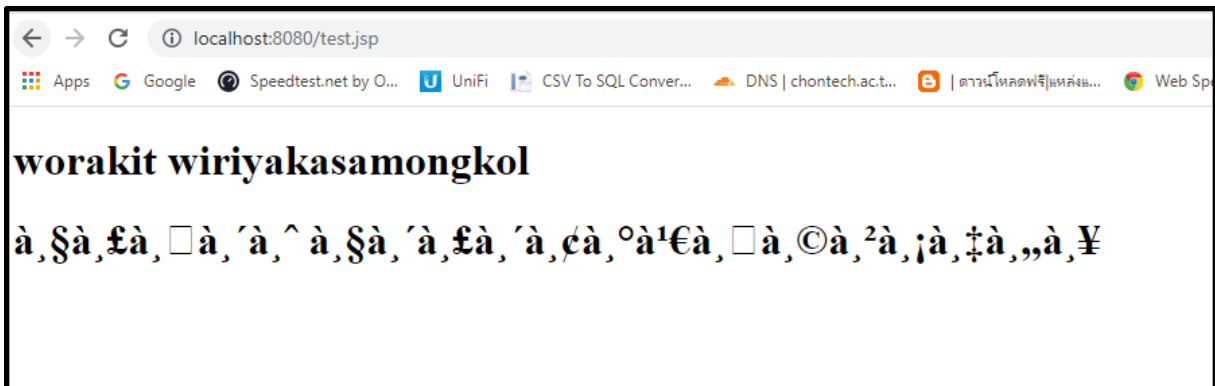 localhost:8080/test.jsp
Apps Google Speedtest.net by O... UniFi CSV To SQL Conver... DNS | chontech.ac.t... | ดาวน์โหลดฟรี|แหล่งแ... Web Spe
worakit wiriyakasamongkol
à¸§à¸£à¸□à¸´à¸ˆ à¸§à¸´à¸£à¸´à¸¢à¸°à¹€à¸□à¸©à¸²à¸¡à¸‡à¸„à¸¥